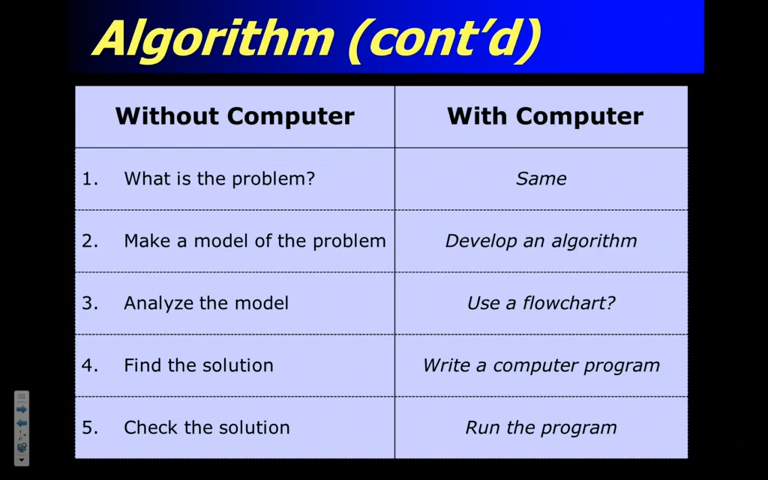 Algorithm (cont'd)
Without Computer With Computer
1. What is the problem? Same
2. Make a model of the problem Develop an algorithm
3. Analyze the model Use a flowchart?
4. Find the solution Write a computer program
5. Check the solution Run the program